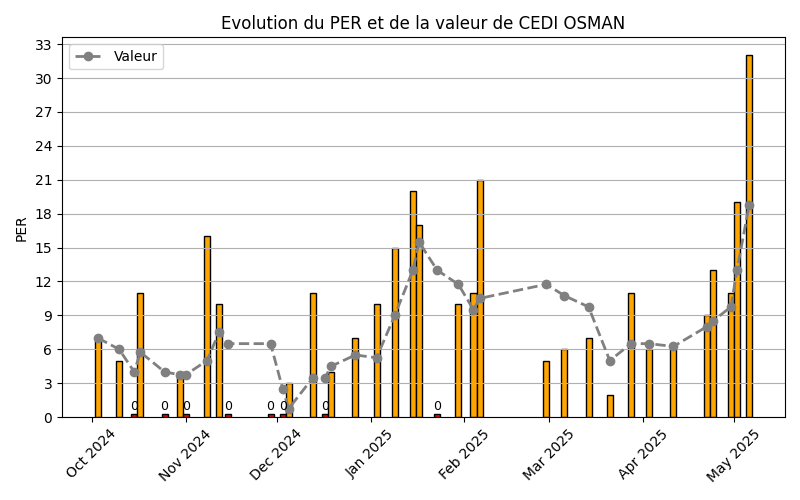 Evolution du PER et de la valeur de CEDI OSMAN
Valeur
PER
33
30
27
24
21
18
15
12
9
6
3
0
0 0 0 0 0 0 0 0
Oct 2024
Nov 2024
Dec 2024
Jan 2025
Feb 2025
Mar 2025
Apr 2025
May 2025